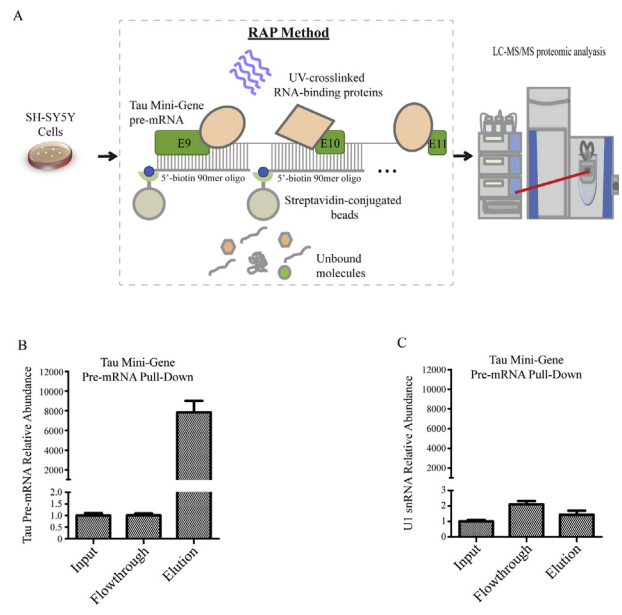 A
RAP Method
LC-MS/MS proteomic analyasis
UV-crosslinked
RNA-binding proteins
Tau Mini-Gene
pre-mRNA
SH-SY5Y
Cells
E9
E10
E11
5'-biotin 90mer oligo
5'-biotin 90mer oligo
Streptavidin-conjugated
beads
Unbound
molecules
B
Tau Mini-Gene
Pre-mRNA Pull-Down
Tau Pre-mRNA Relative Abundance
12000
10000
8000
6000
4000
2000
2.0
1.5
1.0
0.5
0
Input
Flowthrough
Elution
C
Tau Mini-Gene
Pre-mRNA Pull-Down
U1 snRNA Relative Abundance
12000
10000
8000
6000
4000
2000
3
2
1
0
Input
Flowthrough
Elution